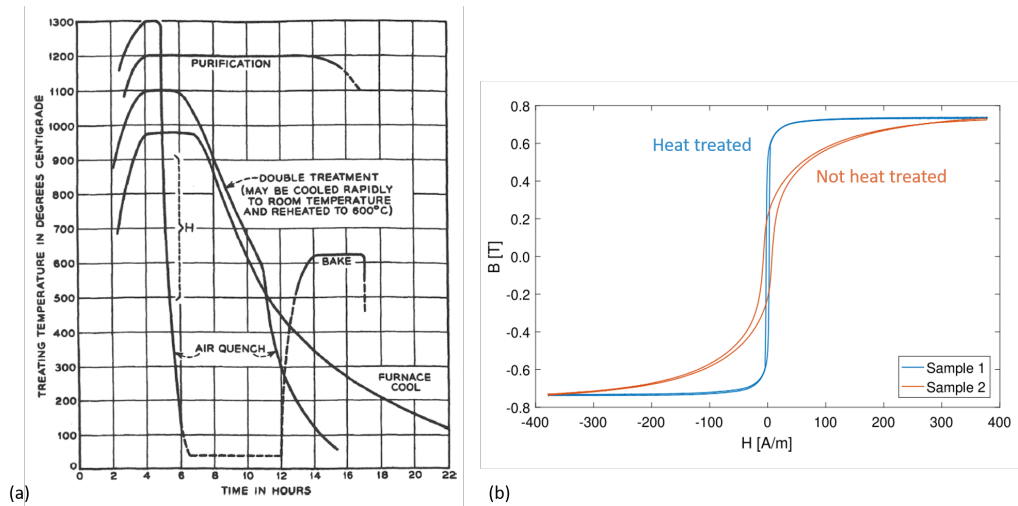 1300
1200
1100
1000
900
800
700
600
500
400
300
200
100
0
TREATING TEMPERATURE IN DEGREES CENTIGRADE
PURIFICATION
DOUBLE TREATMENT
(MAY BE COOLED RAPIDLY
TO ROOM TEMPERATURE
AND REHEATED TO 600°C)
H
BAKE
AIR QUENCH
FURNACE
COOL
0 2 4 6 8 10 12 14 16 18 20 22
TIME IN HOURS
(a)
0.8
0.6
0.4
0.2
0.0
-0.2
-0.4
-0.6
-0.8
B [T]
Heat treated
Not heat treated
Sample 1
Sample 2
-400 -300 -200 -100 0 100 200 300 400
H [A/m]
(b)